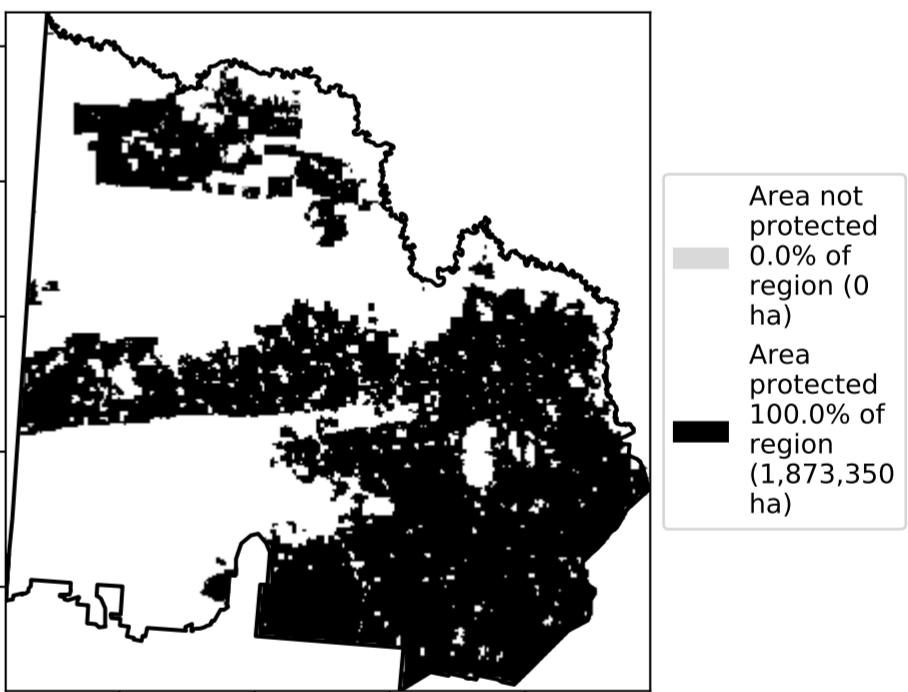 Area not
protected
0.0% of
region (0
ha)
Area
protected
100.0% of
region
(1,873,350
ha)